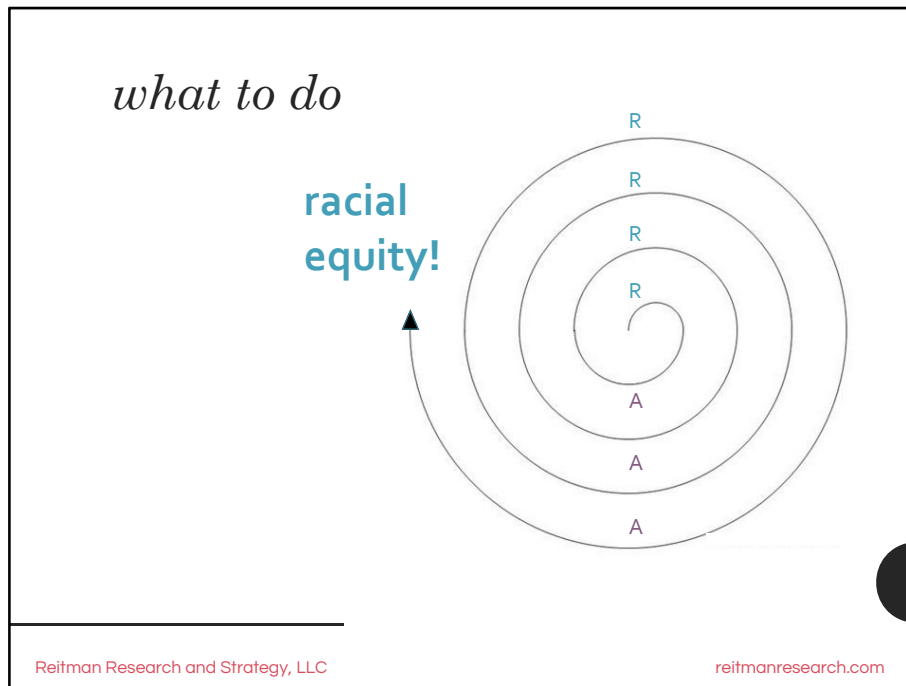 what to do
R
R
racial
equity!
R
R
A
A
A
Reitman Research and Strategy, LLC
reitmanresearch.com